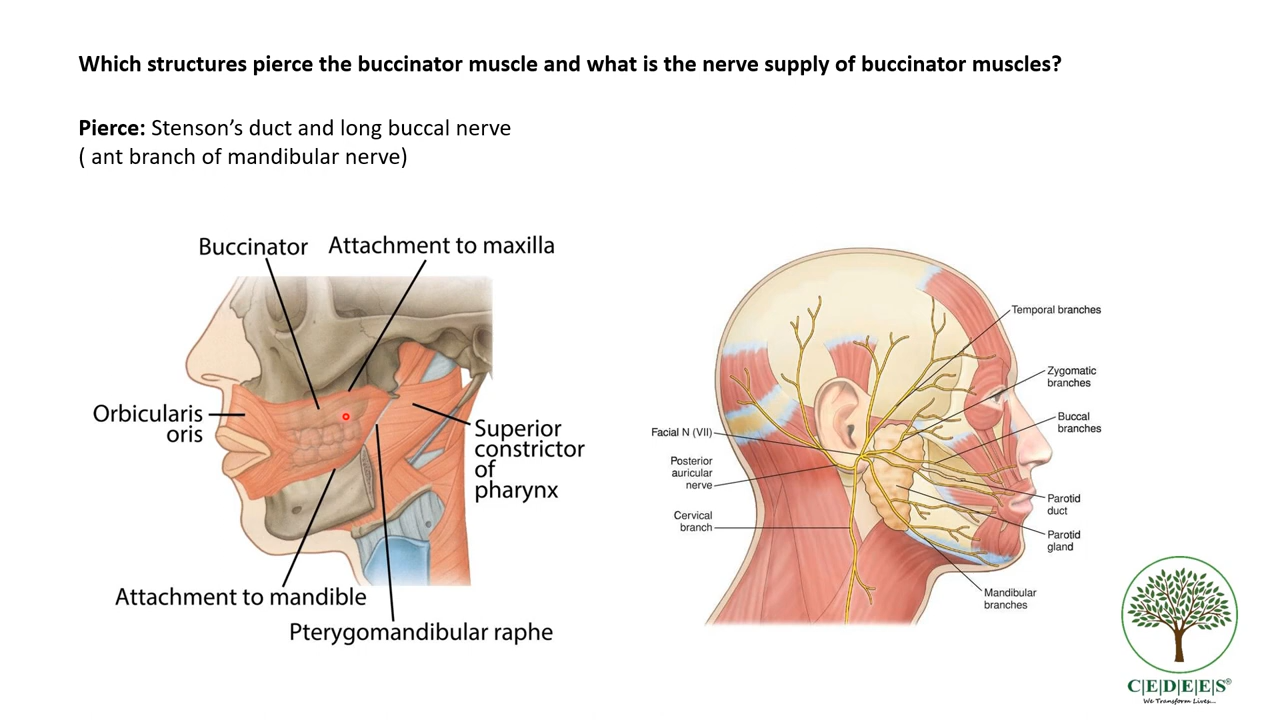 Which structures pierce the buccinator muscle and what is the nerve supply of buccinator muscles?
Pierce: Stenson’s duct and long buccal nerve
( ant branch of mandibular nerve)
Buccinator
Attachment to maxilla
Orbicularis
oris
Superior
constrictor
of
pharynx
Attachment to mandible
Pterygomandibular raphe
Temporal branches
Zygomatic
branches
Buccal
branches
Facial N (VII)
Posterior
auricular
nerve
Cervical
branch
Parotid
duct
Parotid
gland
Mandibular
branches
C|E|D|E|E|S®
We Transform Lives...